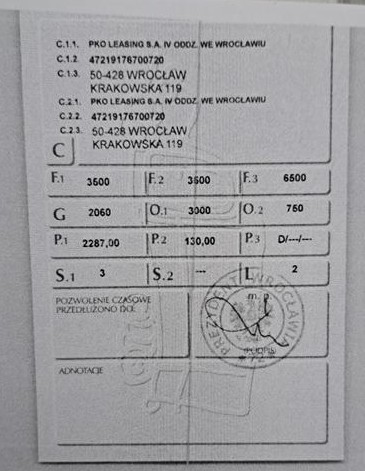 C.1.1. PKO LEASING S.A. IV ODDZ. WE WROCŁAWIU
C.1.2. 47219176700720
C.1.3. 50-428 WROCŁAW
KRAKOWSKA 119
C.2.1. PKO LEASING S.A. IV ODDZ. WE WROCŁAWIU
C.2.2. 47219176700720
C.2.3. 50-428 WROCŁAW
KRAKOWSKA 119
C
F.1 3500 F.2 3500 F.3 6500
G 2060 O.1 3000 O.2 750
P.1 2287,00 P.2 130,00 P.3 D/---/---
S.1 3 S.2 --- L 2
POZWOLENIE CZASOWE
PRZEDŁUŻONO DO:
m. p.
PREZYDENT WROCŁAWIA
PODPIS
ADNOTACJE